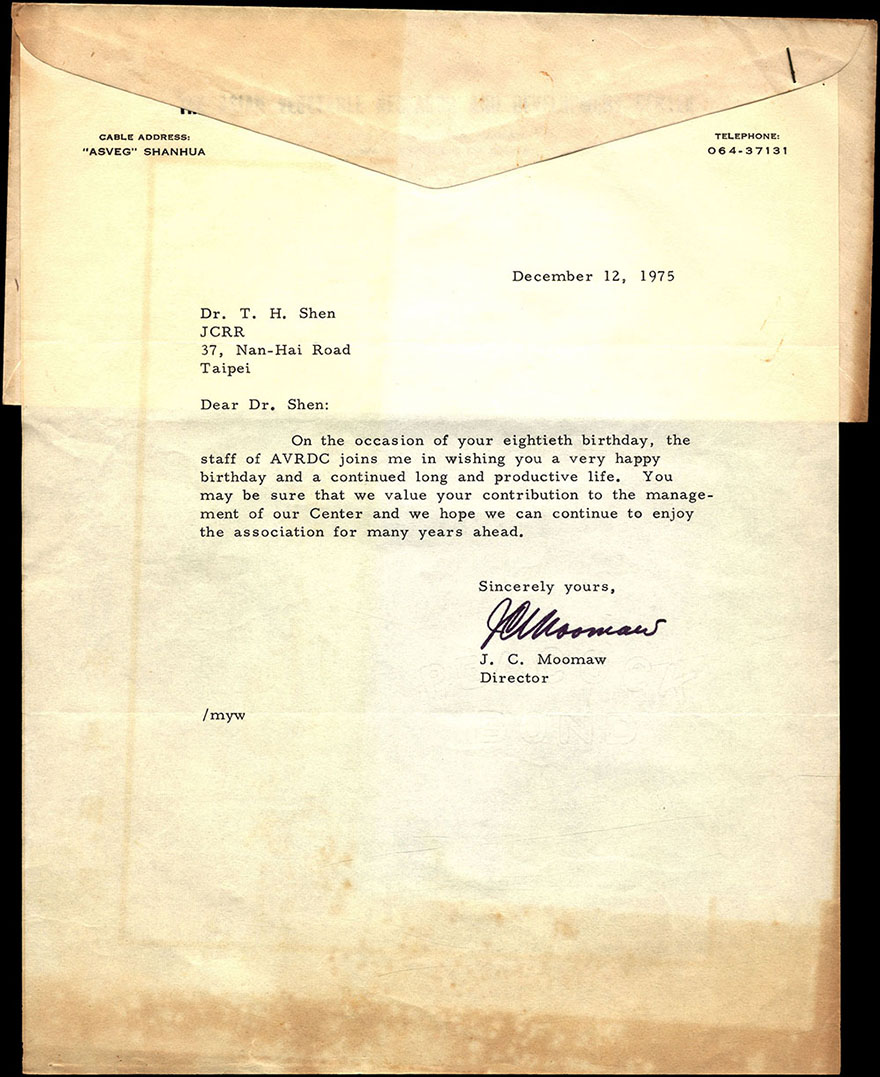 CABLE ADDRESS:
"ASVEG" SHANHUA
TELEPHONE:
064-37131
December 12, 1975
Dr. T. H. Shen
JCRR
37, Nan-Hai Road
Taipei
Dear Dr. Shen:
On the occasion of your eightieth birthday, the
staff of AVRDC joins me in wishing you a very happy
birthday and a continued long and productive life. You
may be sure that we value your contribution to the manage-
ment of our Center and we hope we can continue to enjoy
the association for many years ahead.
Sincerely yours,
JCMoomaw
J. C. Moomaw
Director
/myw